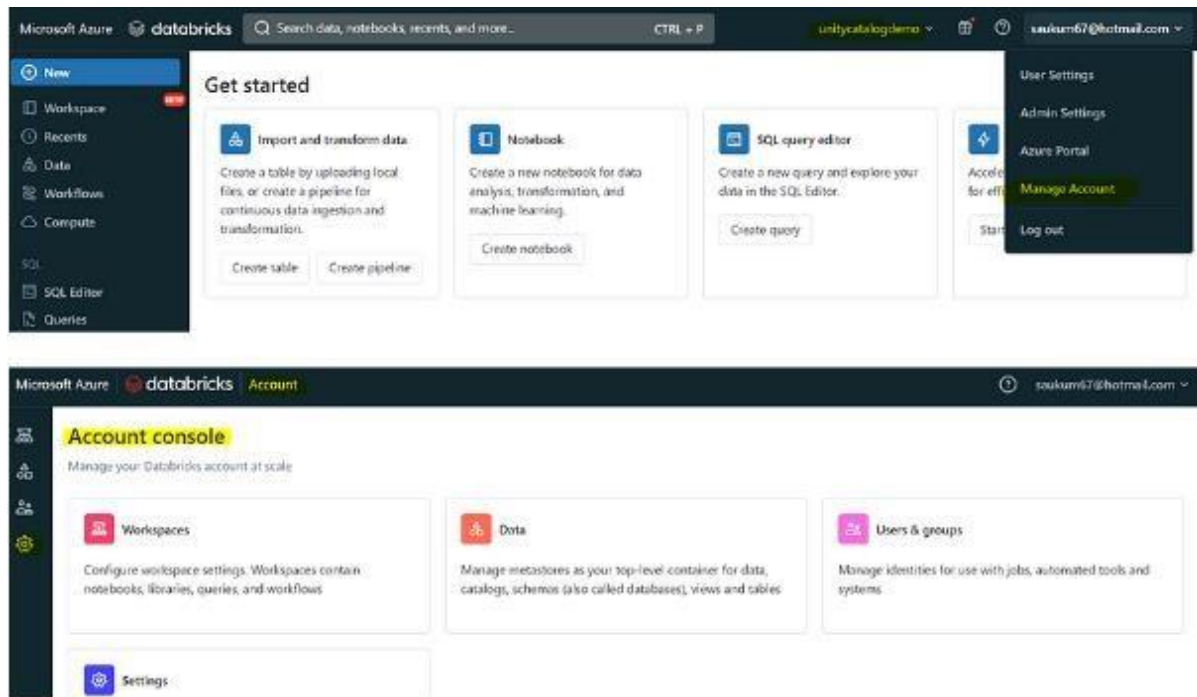 Microsoft Azure databricks Search data, notebooks, recents, and more... CTRL + P unitycatalogdemo saukum67@hotmail.com
New
Workspace
NEW
Recents
Data
Workflows
Compute
SQL
SQL Editor
Queries
Get started
Import and transform data
Create a table by uploading local
files, or create a pipeline for
continuous data ingestion and
transformation.
Create table Create pipeline
Notebook
Create a new notebook for data
analysis, transformation, and
machine learning.
Create notebook
SQL query editor
Create a new query and explore your
data in the SQL Editor.
Create query
Accele
for eff
Start
User Settings
Admin Settings
Azure Portal
Manage Account
Log out
Microsoft Azure databricks Account saukum67@hotmail.com
Account console
Manage your Databricks account at scale
Workspaces
Configure workspace settings. Workspaces contain
notebooks, libraries, queries, and workflows
Data
Manage metastores as your top-level container for data,
catalogs, schemas (also called databases), views and tables
Users & groups
Manage identities for use with jobs, automated tools and
systems
Settings